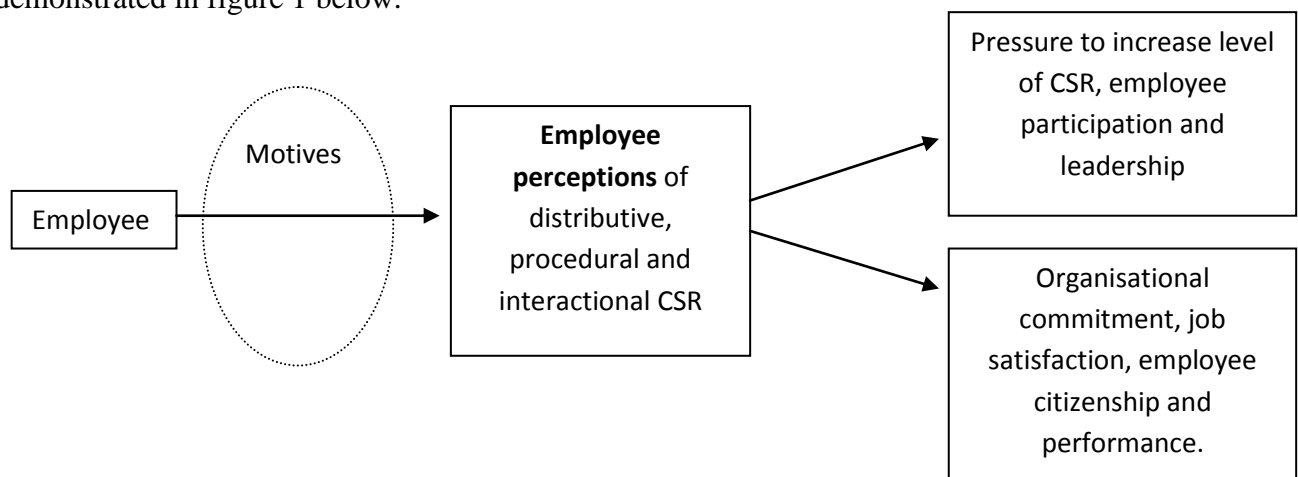 demonstrated in figure 1 below.
Motives
Employee
Employee
perceptions of
distributive,
procedural and
interactional CSR
Pressure to increase level
of CSR, employee
participation and
leadership
Organisational
commitment, job
satisfaction, employee
citizenship and
performance.